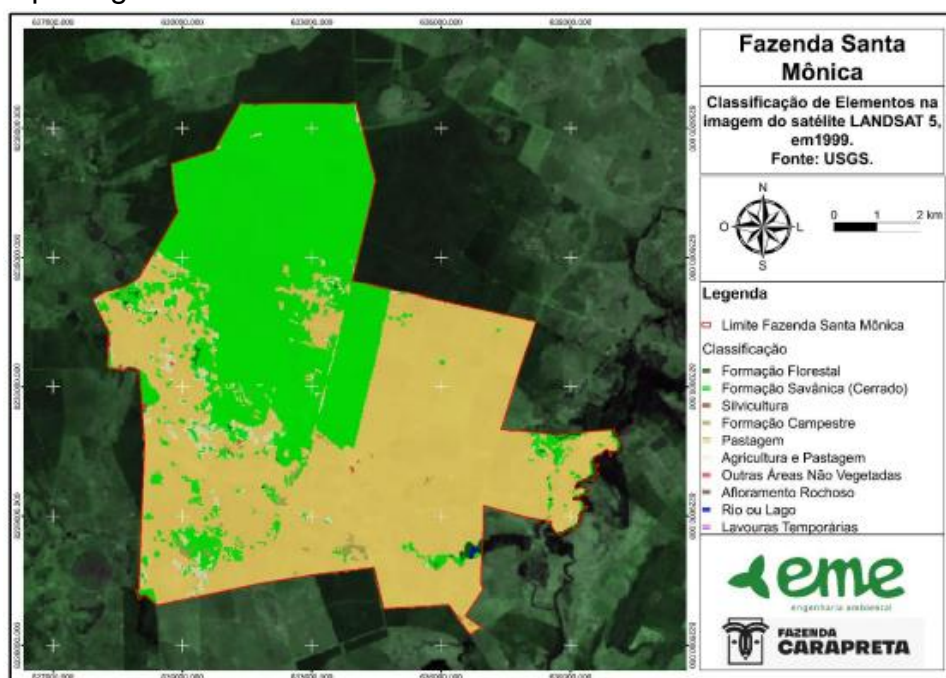 Fazenda Santa
Mônica
Classificação de Elementos na
imagem do satélite LANDSAT 5,
em1999.
Fonte: USGS.
N
O
L
S
0 1 2 km
Legenda
Limite Fazenda Santa Mônica
Classificação
Formação Florestal
Formação Savânica (Cerrado)
Silvicultura
Formação Campestre
Pastagem
Agricultura e Pastagem
Outras Áreas Não Vegetadas
Afloramento Rochoso
Rio ou Lago
Lavouras Temporárias
eme
engenharia ambiental
FAZENDA
CARAPRETA